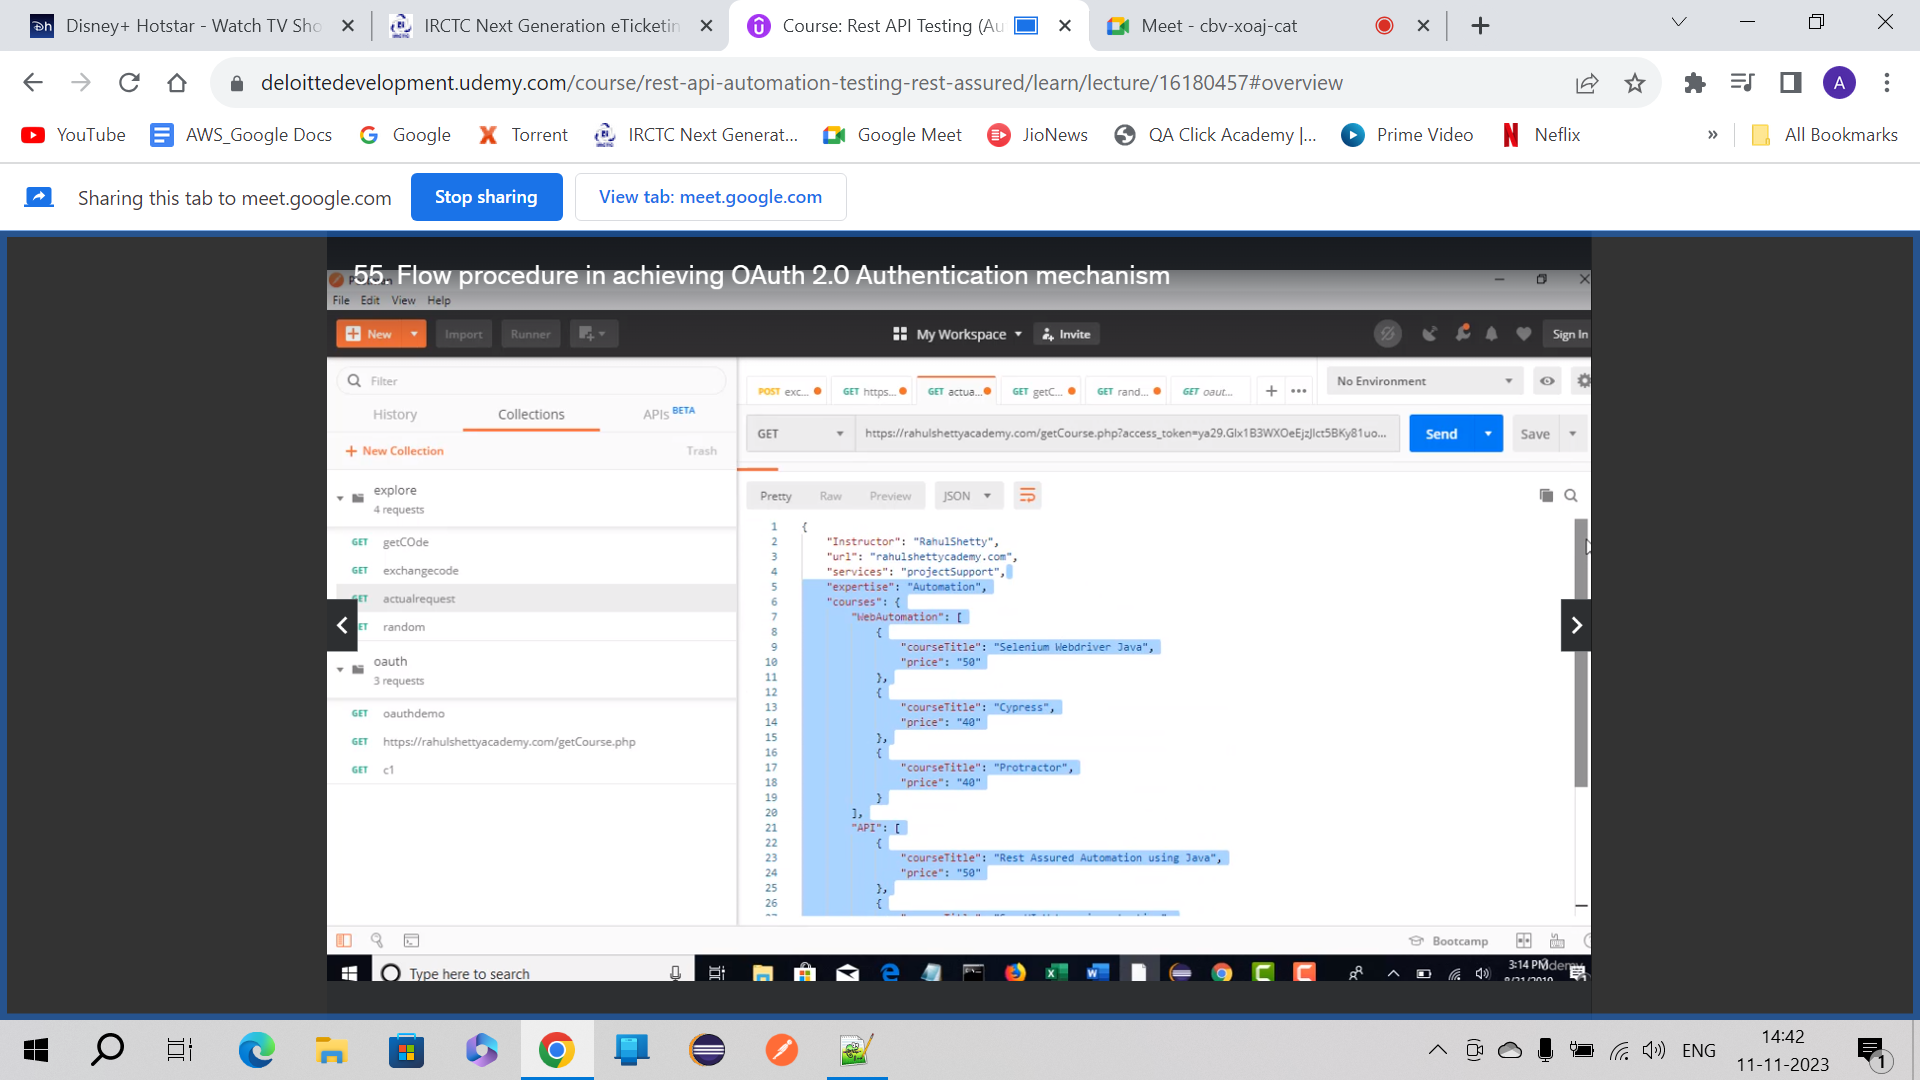 Disney+ Hotstar - Watch TV Sho
IRCTC Next Generation eTicketin
Course: Rest API Testing (Au
Meet - cbv-xoaj-cat
deloittedevelopment.udemy.com/course/rest-api-automation-testing-rest-assured/learn/lecture/16180457#overview
A
YouTube
AWS_Google Docs
Google
Torrent
IRCTC Next Generat...
Google Meet
JioNews
QA Click Academy |...
Prime Video
Neflix
»
All Bookmarks
Sharing this tab to meet.google.com
Stop sharing
View tab: meet.google.com
55. Flow procedure in achieving OAuth 2.0 Authentication mechanism
File Edit View Help
New
Import
Runner
My Workspace
Invite
Sign In
Filter
History
Collections
APIs BETA
+ New Collection
Trash
explore
4 requests
GET getCOde
GET exchangecode
GET actualrequest
random
oauth
3 requests
GET oauthdemo
GET https://rahulshettyacademy.com/getCourse.php
GET c1
POST exc...
GET https...
GET actua...
GET getC...
GET rand...
GET oaut...
No Environment
GET
https://rahulshettyacademy.com/getCourse.php?access_token=ya29.GIx1B3WXOeEjzJlct5BKy81uo...
Send
Save
Pretty
Raw
Preview
JSON
1 {
2 "Instructor": "RahulShetty",
3 "url": "rahulshettycademy.com",
4 "services": "projectSupport",
5 "expertise": "Automation",
6 "courses": {
7 "WebAutomation": [
8 {
9 "courseTitle": "Selenium Webdriver Java",
10 "price": "50"
11 },
12 {
13 "courseTitle": "Cypress",
14 "price": "40"
15 },
16 {
17 "courseTitle": "Protractor",
18 "price": "40"
19 }
20 ],
21 "API": [
22 {
23 "courseTitle": "Rest Assured Automation using Java",
24 "price": "50"
25 },
26 {
Bootcamp
Type here to search
3:14 PM
ENG
14:42
11-11-2023
1